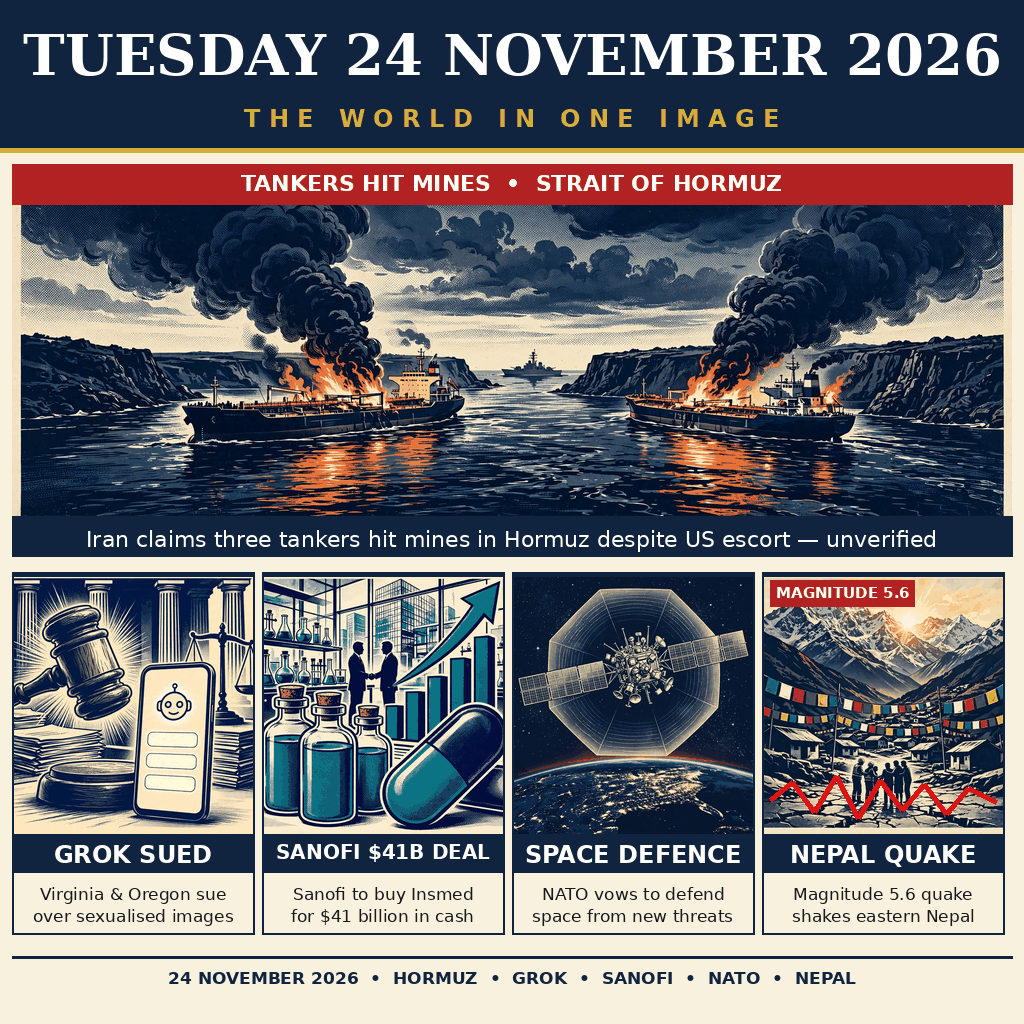 TUESDAY 24 NOVEMBER 2026
THE WORLD IN ONE IMAGE
TANKERS HIT MINES • STRAIT OF HORMUZ
Iran claims three tankers hit mines in Hormuz despite US escort — unverified
MAGNITUDE 5.6
GROK SUED
Virginia & Oregon sue
over sexualised images
SANOFI $41B DEAL
Sanofi to buy Insmed
for $41 billion in cash
SPACE DEFENCE
NATO vows to defend
space from new threats
NEPAL QUAKE
Magnitude 5.6 quake
shakes eastern Nepal
24 NOVEMBER 2026 • HORMUZ • GROK • SANOFI • NATO • NEPAL